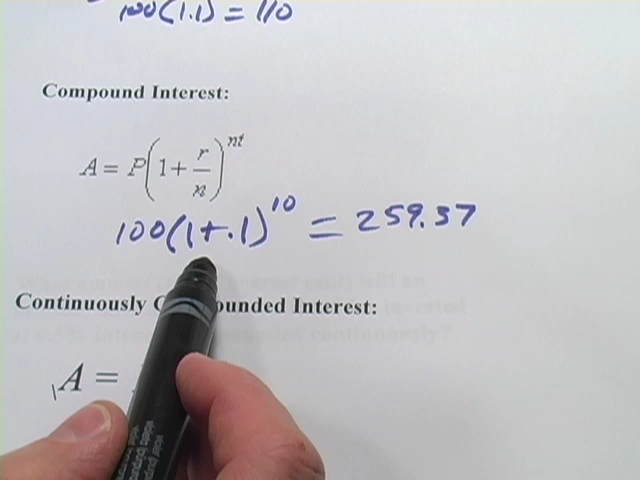 100(1.1) = 110
Compound Interest:
A = P(1 + r/n)^nt
100(1+.1)^10 = 259.37
Continuously C ounded Interest:
A =